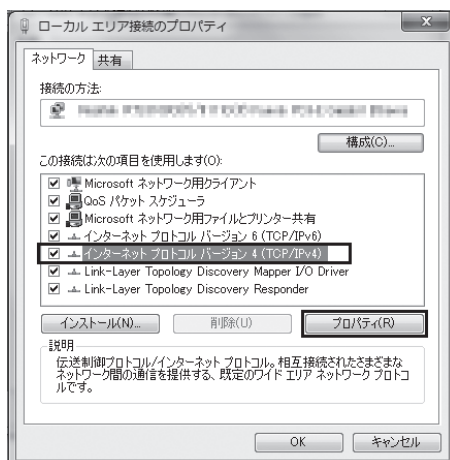 ローカル エリア接続のプロパティ
ネットワーク 共有
接続の方法:
構成(C)...
この接続は次の項目を使用します(O):
Microsoft ネットワーク用クライアント
QoS パケット スケジューラ
Microsoft ネットワーク用ファイルとプリンター共有
インターネット プロトコル バージョン 6 (TCP/IPv6)
インターネット プロトコル バージョン 4 (TCP/IPv4)
Link-Layer Topology Discovery Mapper I/O Driver
Link-Layer Topology Discovery Responder
インストール(N)... 削除(U) プロパティ(R)
説明
伝送制御プロトコル/インターネット プロトコル。相互接続されたさまざまな
ネットワーク間の通信を提供する、既定のワイド エリア ネットワーク プロトコ
ルです。
OK キャンセル